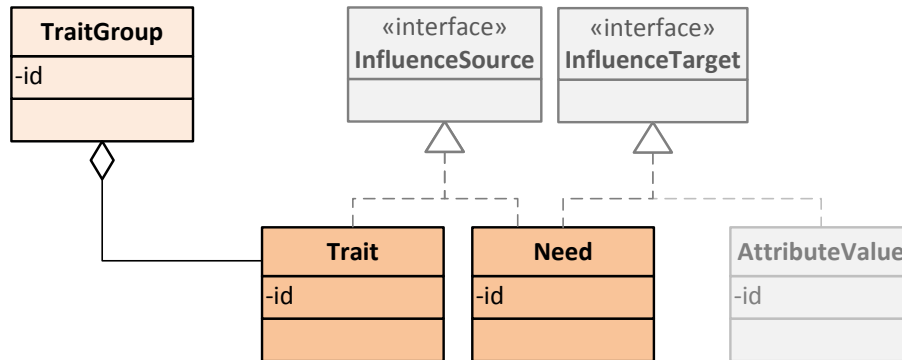 TraitGroup
-id
«interface»
InfluenceSource
«interface»
InfluenceTarget
Trait
-id
Need
-id
AttributeValue
-id